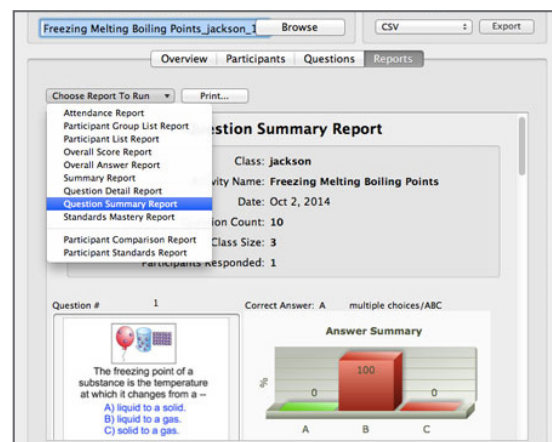 Freezing Melting Boiling Points_jackson_1
Browse
CSV
Export
Overview Participants Questions Reports
Choose Report To Run
Print...
Attendance Report
Participant Group List Report
Participant List Report
Overall Score Report
Overall Answer Report
Summary Report
Question Detail Report
Question Summary Report
Standards Mastery Report
Participant Comparison Report
Participant Standards Report
stion Summary Report
Class: jackson
ity Name: Freezing Melting Boiling Points
Date: Oct 2, 2014
on Count: 10
Class Size: 3
Participants Responded: 1
Question # 1 Correct Answer: A multiple choices/ABC
The freezing point of a
substance is the temperature
at which it changes from a --
A) liquid to a solid.
B) liquid to a gas.
C) solid to a gas.
Answer Summary
%
0 100 0
A B C